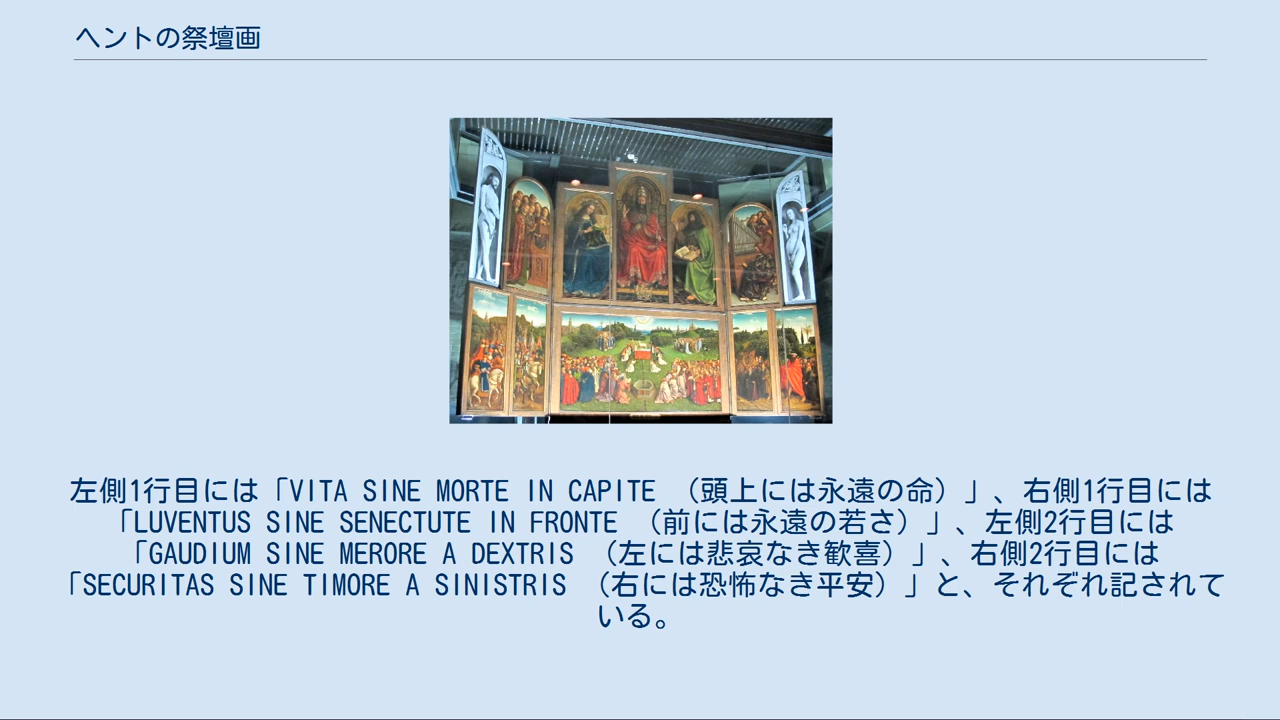 ヘントの祭壇画
左側1行目には「VITA SINE MORTE IN CAPITE （頭上には永遠の命）」、右側1行目には
「LUVENTUS SINE SENECTUTE IN FRONTE （前には永遠の若さ）」、左側2行目には
「GAUDIUM SINE MERORE A DEXTRIS （左には悲哀なき歓喜）」、右側2行目には
「SECURITAS SINE TIMORE A SINISTRIS （右には恐怖なき平安）」と、それぞれ記されて
いる。